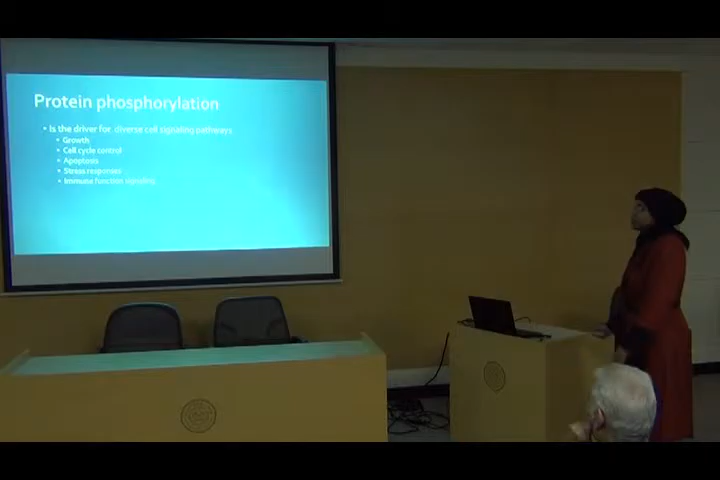 Protein phosphorylation
• Is the driver for diverse cell signaling pathways
• Growth
• Cell cycle control
• Apoptosis
• Stress responses
• Immune function signaling